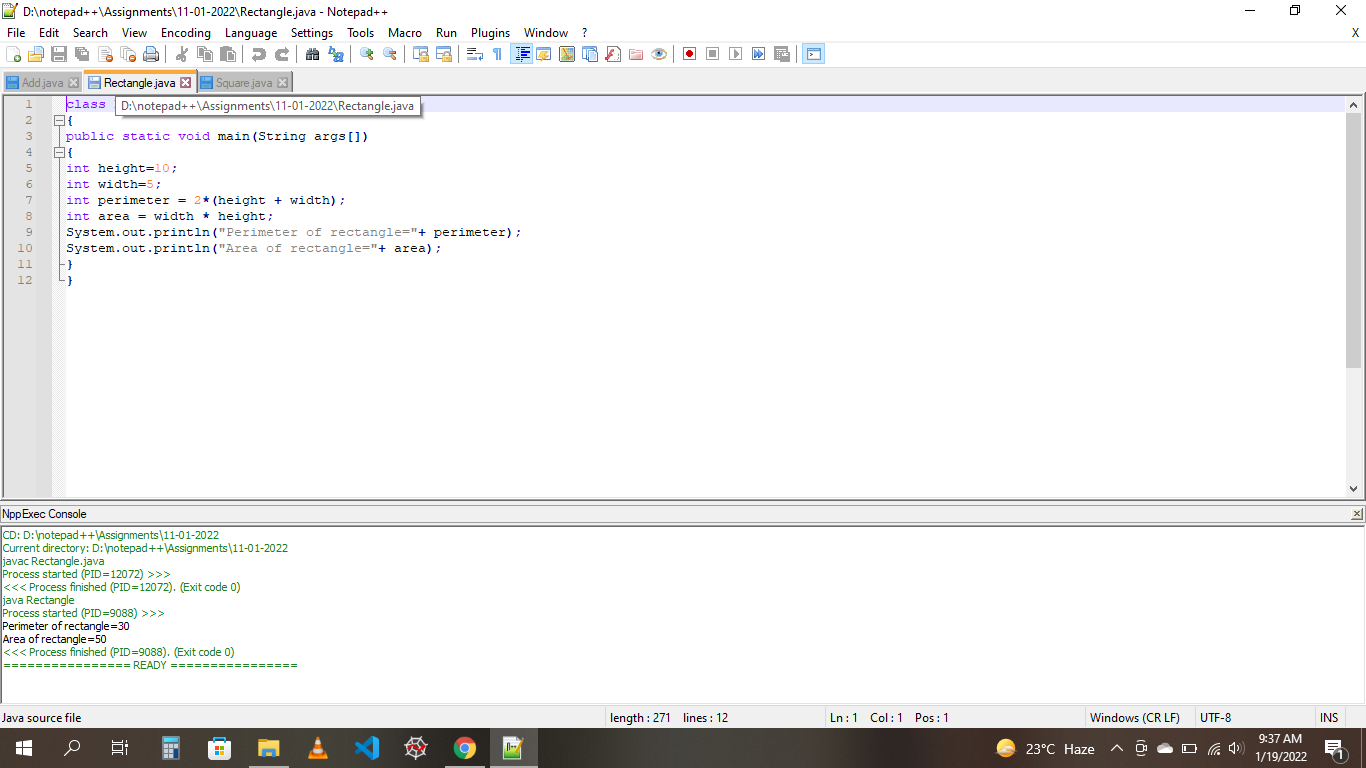 D:\notepad++\Assignments\11-01-2022\Rectangle.java - Notepad++
File Edit Search View Encoding Language Settings Tools Macro Run Plugins Window ? X
Add.java Rectangle.java Square.java
1 class
D:\notepad++\Assignments\11-01-2022\Rectangle.java
2 {
3 public static void main(String args[])
4 {
5 int height=10;
6 int width=5;
7 int perimeter = 2*(height + width);
8 int area = width * height;
9 System.out.println("Perimeter of rectangle="+ perimeter);
10 System.out.println("Area of rectangle="+ area);
11 }
12 }
NppExec Console
CD: D:\notepad++\Assignments\11-01-2022
Current directory: D:\notepad++\Assignments\11-01-2022
javac Rectangle.java
Process started (PID=12072) >>>
<<< Process finished (PID=12072). (Exit code 0)
java Rectangle
Process started (PID=9088) >>>
Perimeter of rectangle=30
Area of rectangle=50
<<< Process finished (PID=9088). (Exit code 0)
================ READY ================
Java source file length : 271 lines : 12 Ln : 1 Col : 1 Pos : 1 Windows (CR LF) UTF-8 INS
23°C Haze
9:37 AM
1/19/2022
1